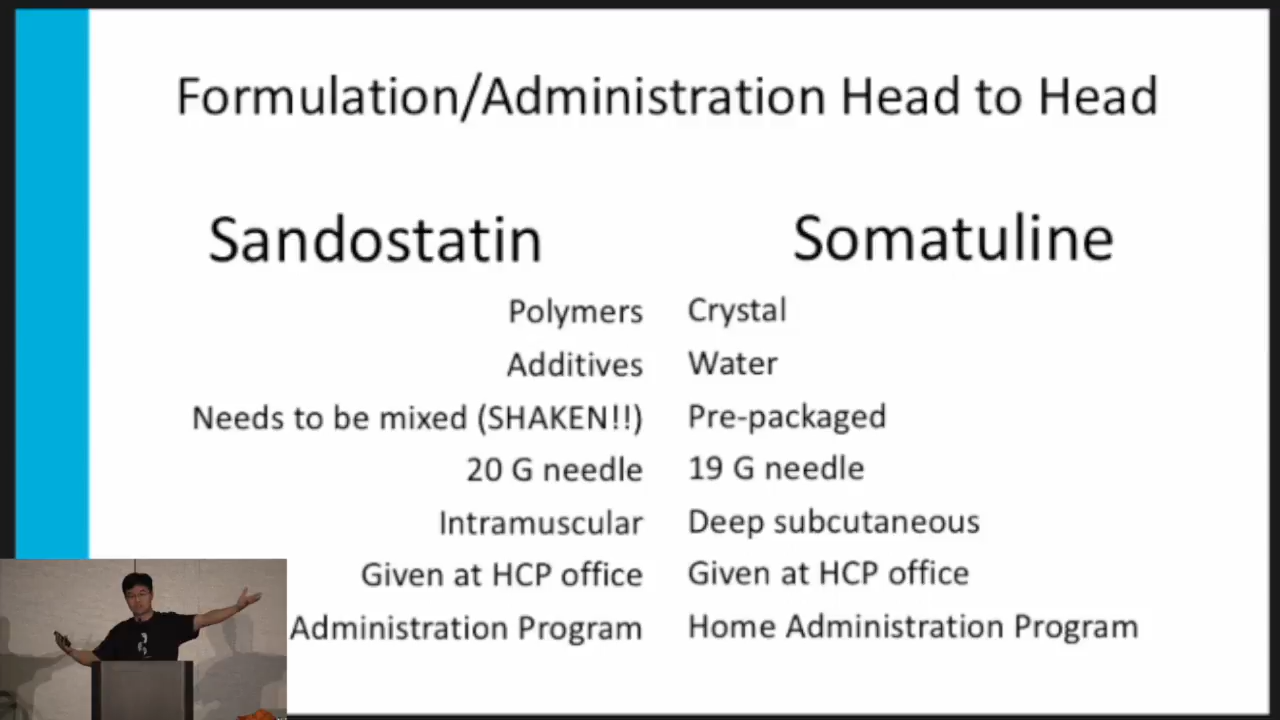 Formulation/Administration Head to Head
Sandostatin
Polymers
Additives
Needs to be mixed (SHAKEN!!)
20 G needle
Intramuscular
Given at HCP office
Administration Program
Somatuline
Crystal
Water
Pre-packaged
19 G needle
Deep subcutaneous
Given at HCP office
Home Administration Program